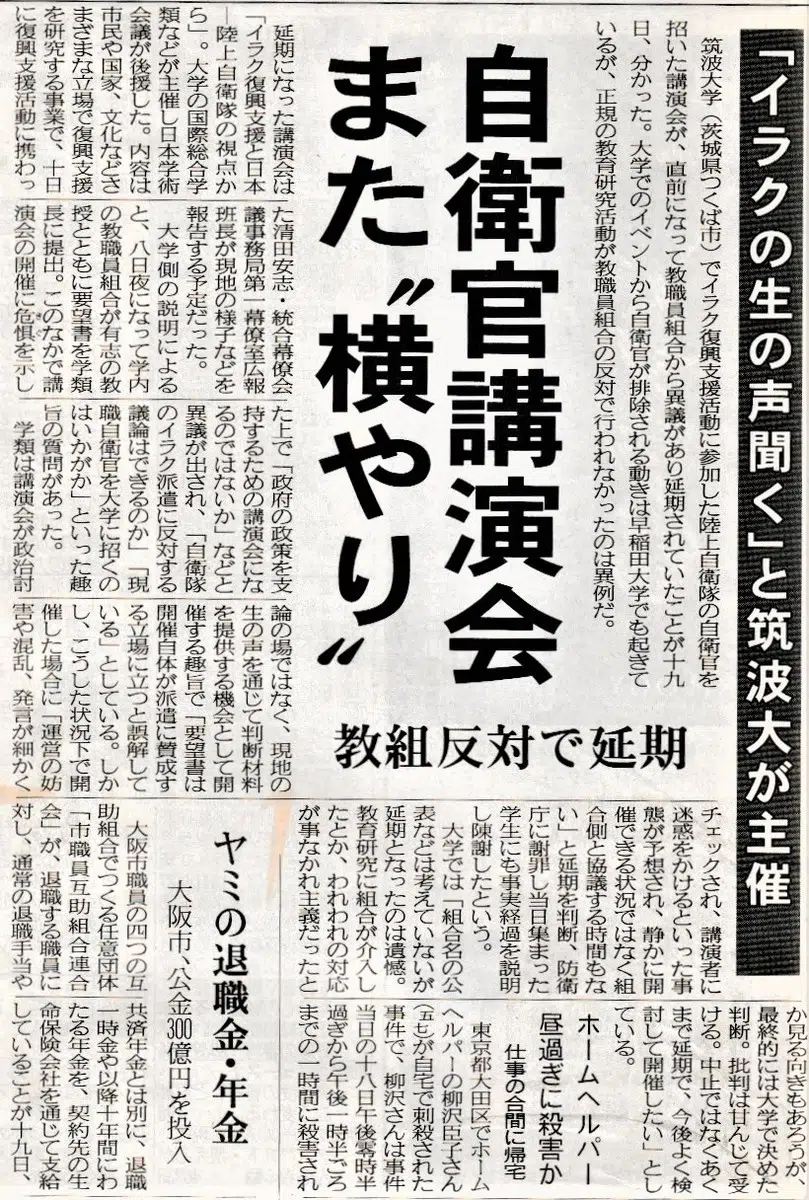 「イラクの生の声聞く」と筑波大が主催
自衛官講演会
また〝横やり〟
教組反対で延期
筑波大学（茨城県つくば市）でイラク復興支援活動に参加した陸上自衛隊の自衛官を
招いた講演会が、直前になって教職員組合から異議があり延期されていたことが十九
日、分かった。大学でのイベントから自衛官が排除される動きは早稲田大学でも起きて
いるが、正規の教育研究活動が教職員組合の反対で行われなかったのは異例だ。
延期になった講演会は
「イラク復興支援と日本
―陸上自衛隊の視点か
ら」。大学の国際総合学
類などが主催し日本学術
会議が後援した。内容は
市民や国家、文化などさ
まざまな立場で復興支援
を研究する事業で、十日
に復興支援活動に携わっ
た清田安志・統合幕僚会
議事務局第一幕僚室広報
班長が現地の様子などを
報告する予定だった。
大学側の説明による
と、八日夜になって学内
の教職員組合が有志の教
授とともに要望書を学類
長に提出。このなかで講
演会の開催に危惧を示し
た上で「政府の政策を支
持するための講演会にな
るのではないか」などと
異議が出され、「自衛隊
のイラク派遣に反対する
議論はできるのか」「現
職自衛官を大学に招くの
はいかがか」といった趣
旨の質問があった。
学類は講演会が政治討
論の場ではなく、現地の
生の声を通じて判断材料
を提供する機会として開
催する趣旨で「要望書は
開催自体が派遣に賛成す
る立場に立つと誤解して
いる」としている。しか
し、こうした状況下で開
催した場合に「運営の妨
害や混乱、発言が細かく
チェックされ、講演者に
迷惑をかけるといった事
態が予想され、静かに開
催できる状況ではなく組
合側と協議する時間もな
い」と延期を判断、防衛
庁に謝罪し当日集まった
学生にも事実経過を説明
し陳謝したという。
大学では「組合名の公
表などは考えていないが
延期となったのは遺憾。
教育研究に組合が介入し
たとか、われわれの対応
が事なかれ主義だったと
か見る向きもあろうが、
最終的には大学で決めた
判断。批判は甘んじて受
ける。中止ではなくあく
まで延期で、今後よく検
討して開催したい」とし
ている。
ホームヘルパー
昼過ぎに殺害か
仕事の合間に帰宅
東京都大田区でホーム
ヘルパーの柳沢臣子さん
（五七）が自宅で刺殺された
事件で、柳沢さんは事件
当日の十八日午後零時半
過ぎから午後一時半ごろ
までの一時間に殺害され
ヤミの退職金・年金
大阪市、公金300億円を投入
大阪市職員の四つの互
助組合でつくる任意団体
「市職員互助組合連合
会」が、退職する職員に
対し、通常の退職手当や
共済年金とは別に、退職
一時金や以降十年間にわ
たる年金を、契約先の生
命保険会社を通じて支給
していることが十九日、